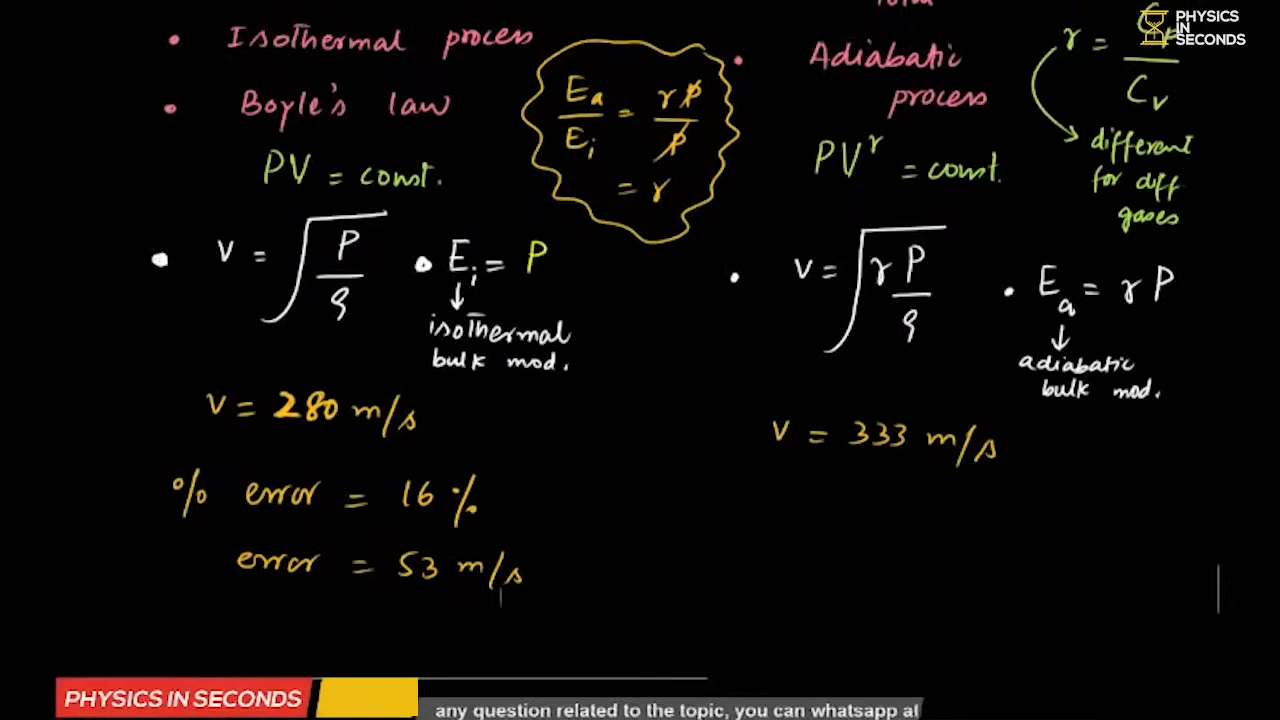 PHYSICS
IN
SECONDS
• Isothermal process
• Boyle's law
PV = const.
• v = √(P/ρ) • Eᵢ = P
↓
isothermal
bulk mod.
v = 280 m/s
% error = 16 %
error = 53 m/s
Eₐ/Eᵢ = γP/P
= γ
• Adiabatic
process
γ = Cₚ/Cᵥ
different
for diff
gases
PV^γ = const.
• v = √(γP/ρ) • Eₐ = γP
↓
adiabatic
bulk mod.
v = 333 m/s
PHYSICS IN SECONDS
any question related to the topic, you can whatsapp at